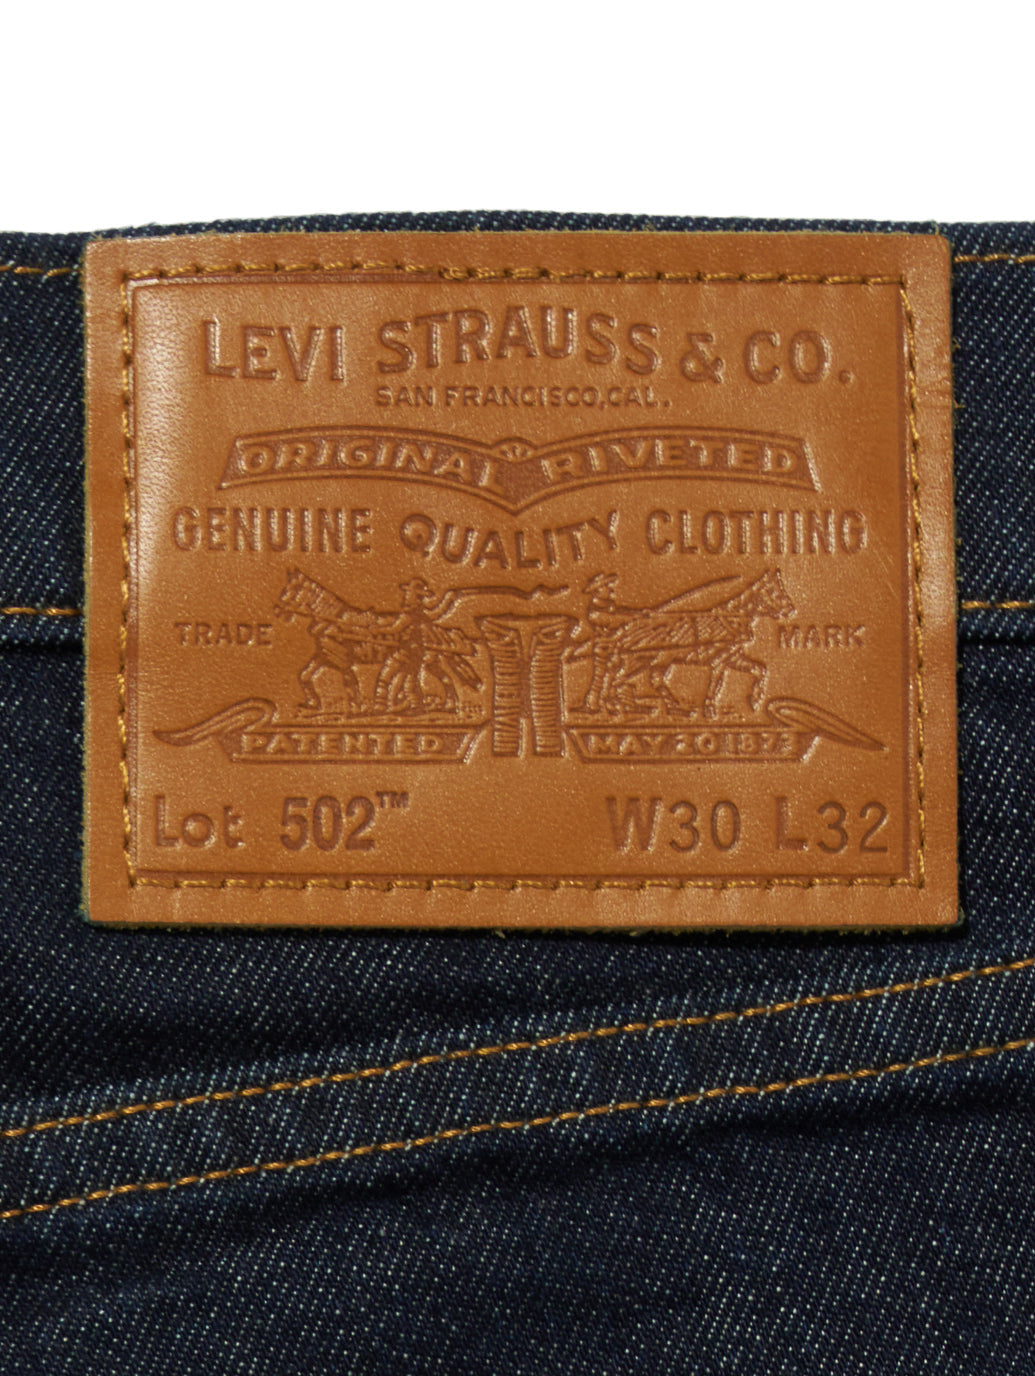 LEVI STRAUSS & CO.
SAN FRANCISCO, CAL.
ORIGINAL RIVETED
GENUINE QUALITY CLOTHING
TRADE MARK
PATENTED MAY 20 1873
Lot 502™ W30 L32